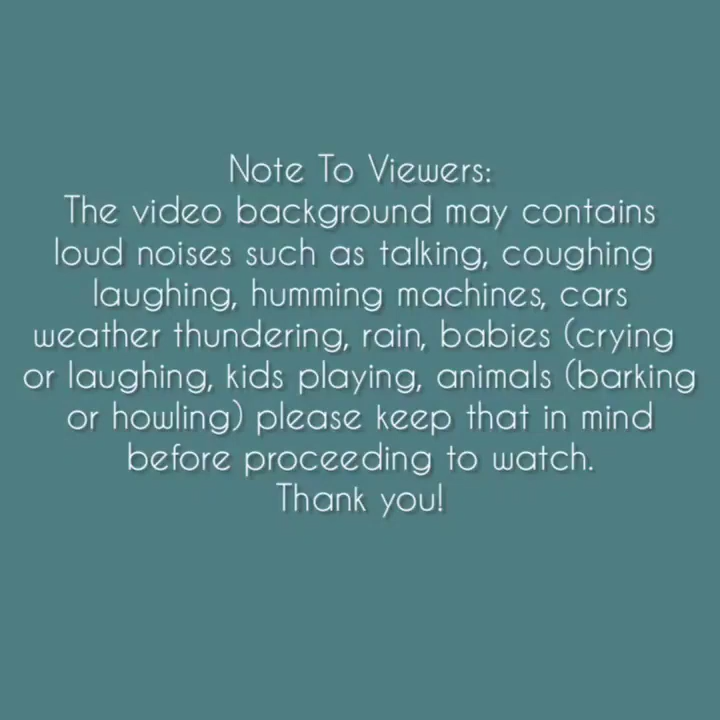 Note To Viewers:
The video background may contains
loud noises such as talking, coughing
laughing, humming machines, cars
weather thundering, rain, babies (crying
or laughing, kids playing, animals (barking
or howling) please keep that in mind
before proceeding to watch.
Thank you!